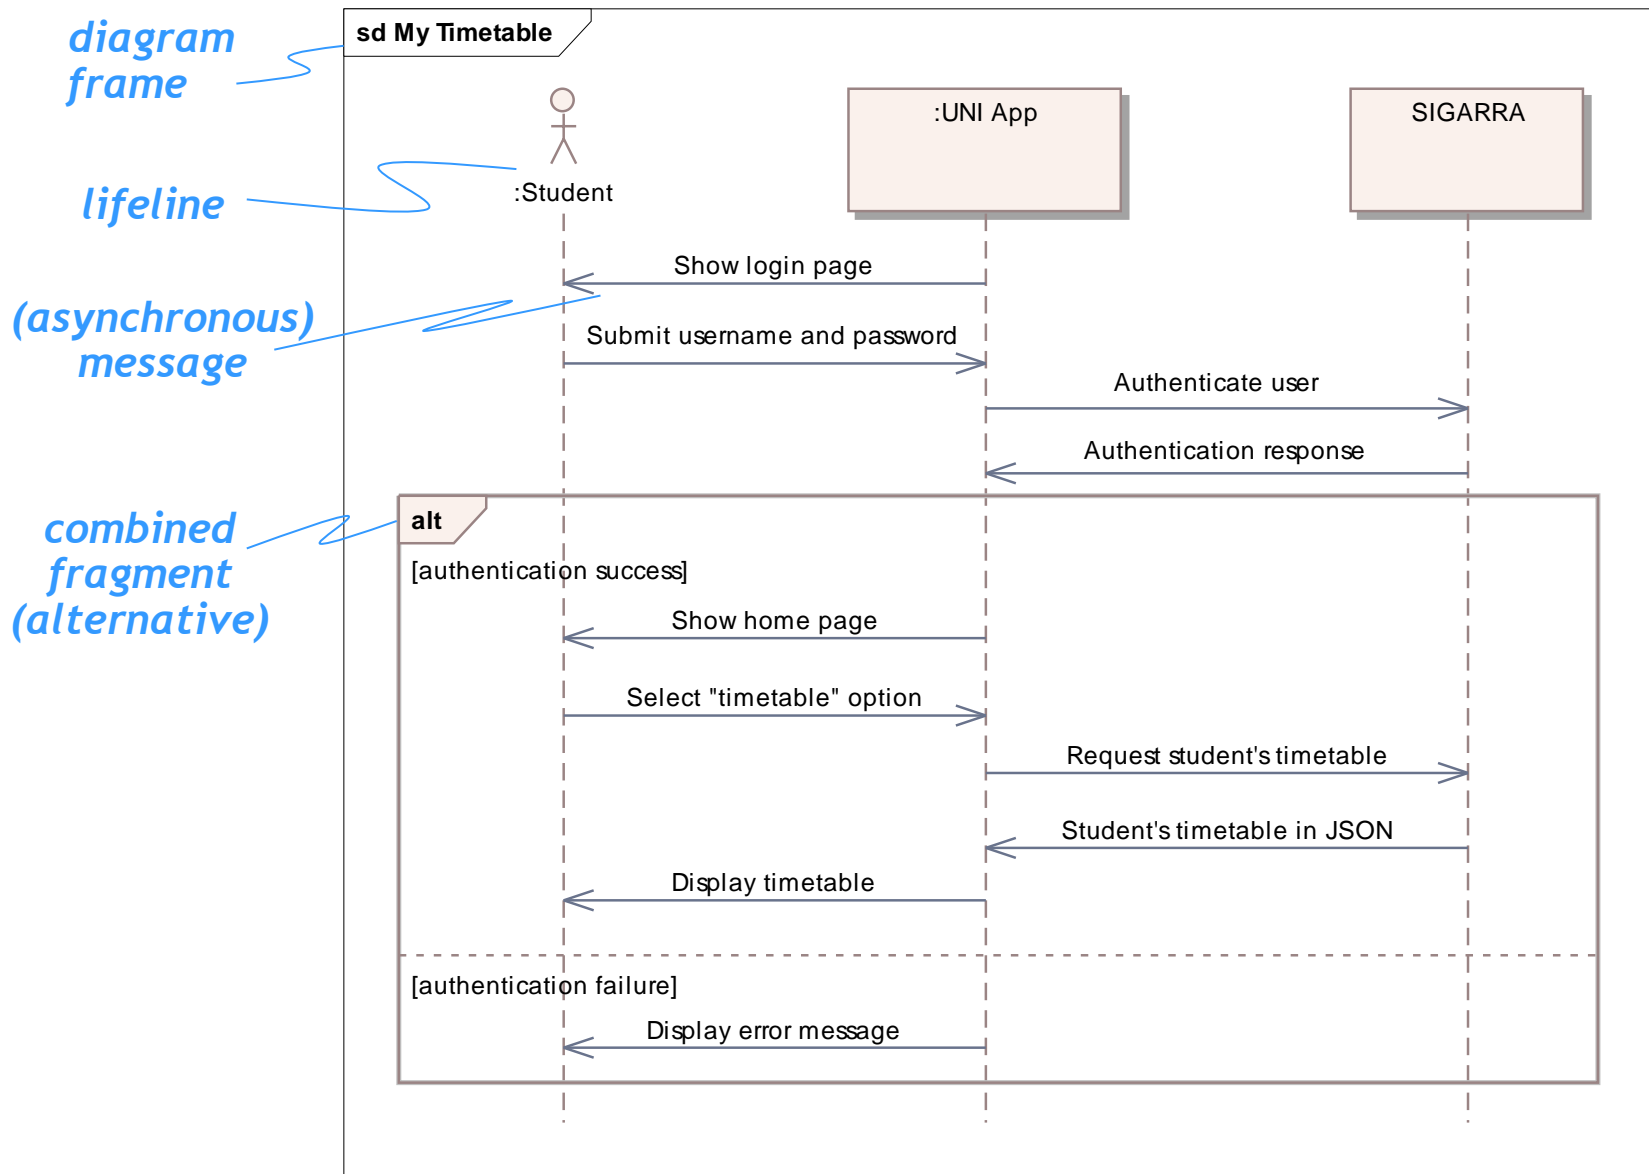 diagram
frame
sd My Timetable
:UNI App
SIGARRA
lifeline
:Student
Show login page
(asynchronous)
message
Submit username and password
Authenticate user
Authentication response
combined
fragment
(alternative)
alt
[authentication success]
Show home page
Select "timetable" option
Request student's timetable
Student's timetable in JSON
Display timetable
[authentication failure]
Display error message